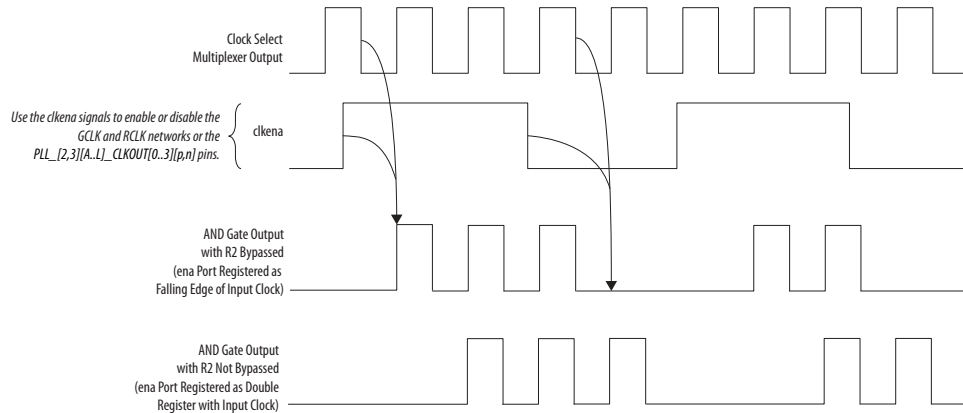 Clock Select
Multiplexer Output
Use the clkena signals to enable or disable the
GCLK and RCLK networks or the
PLL_[2,3][A..L]_CLKOUT[0..3][p,n] pins.
clkena
AND Gate Output
with R2 Bypassed
(ena Port Registered as
Falling Edge of Input Clock)
AND Gate Output
with R2 Not Bypassed
(ena Port Registered as Double
Register with Input Clock)